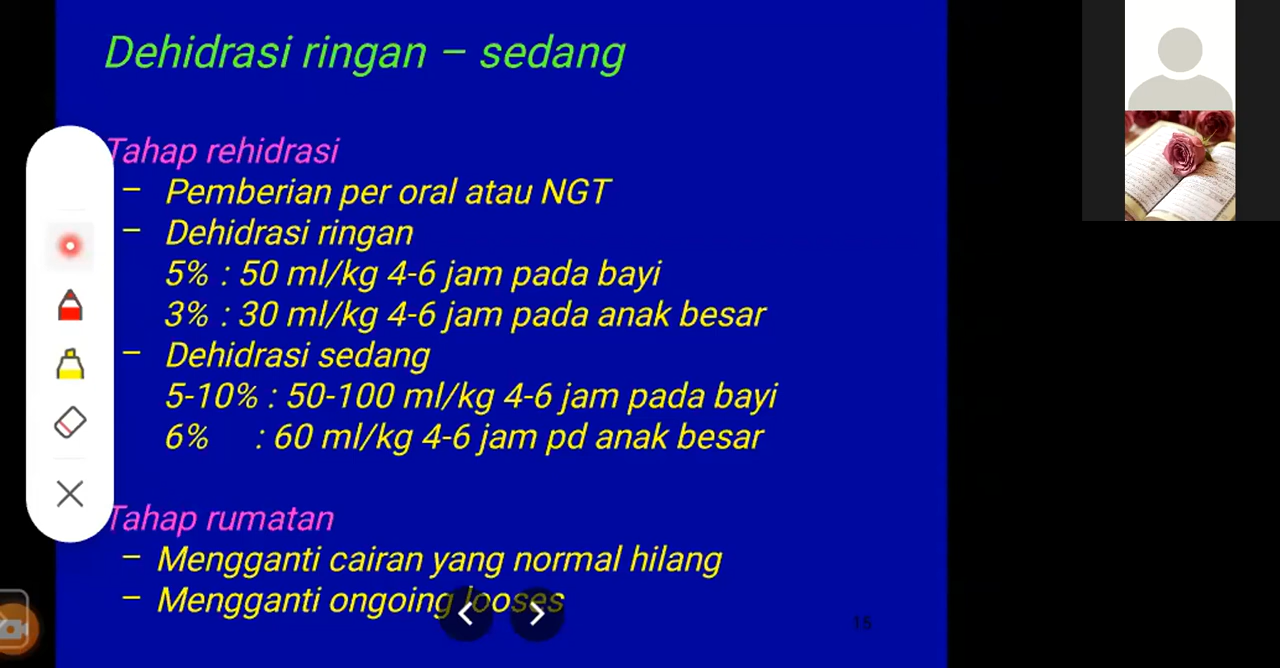 Dehidrasi ringan – sedang
Tahap rehidrasi
– Pemberian per oral atau NGT
– Dehidrasi ringan
5% : 50 ml/kg 4-6 jam pada bayi
3% : 30 ml/kg 4-6 jam pada anak besar
– Dehidrasi sedang
5-10% : 50-100 ml/kg 4-6 jam pada bayi
6% : 60 ml/kg 4-6 jam pd anak besar
Tahap rumatan
– Mengganti cairan yang normal hilang
– Mengganti ongoing looses
15